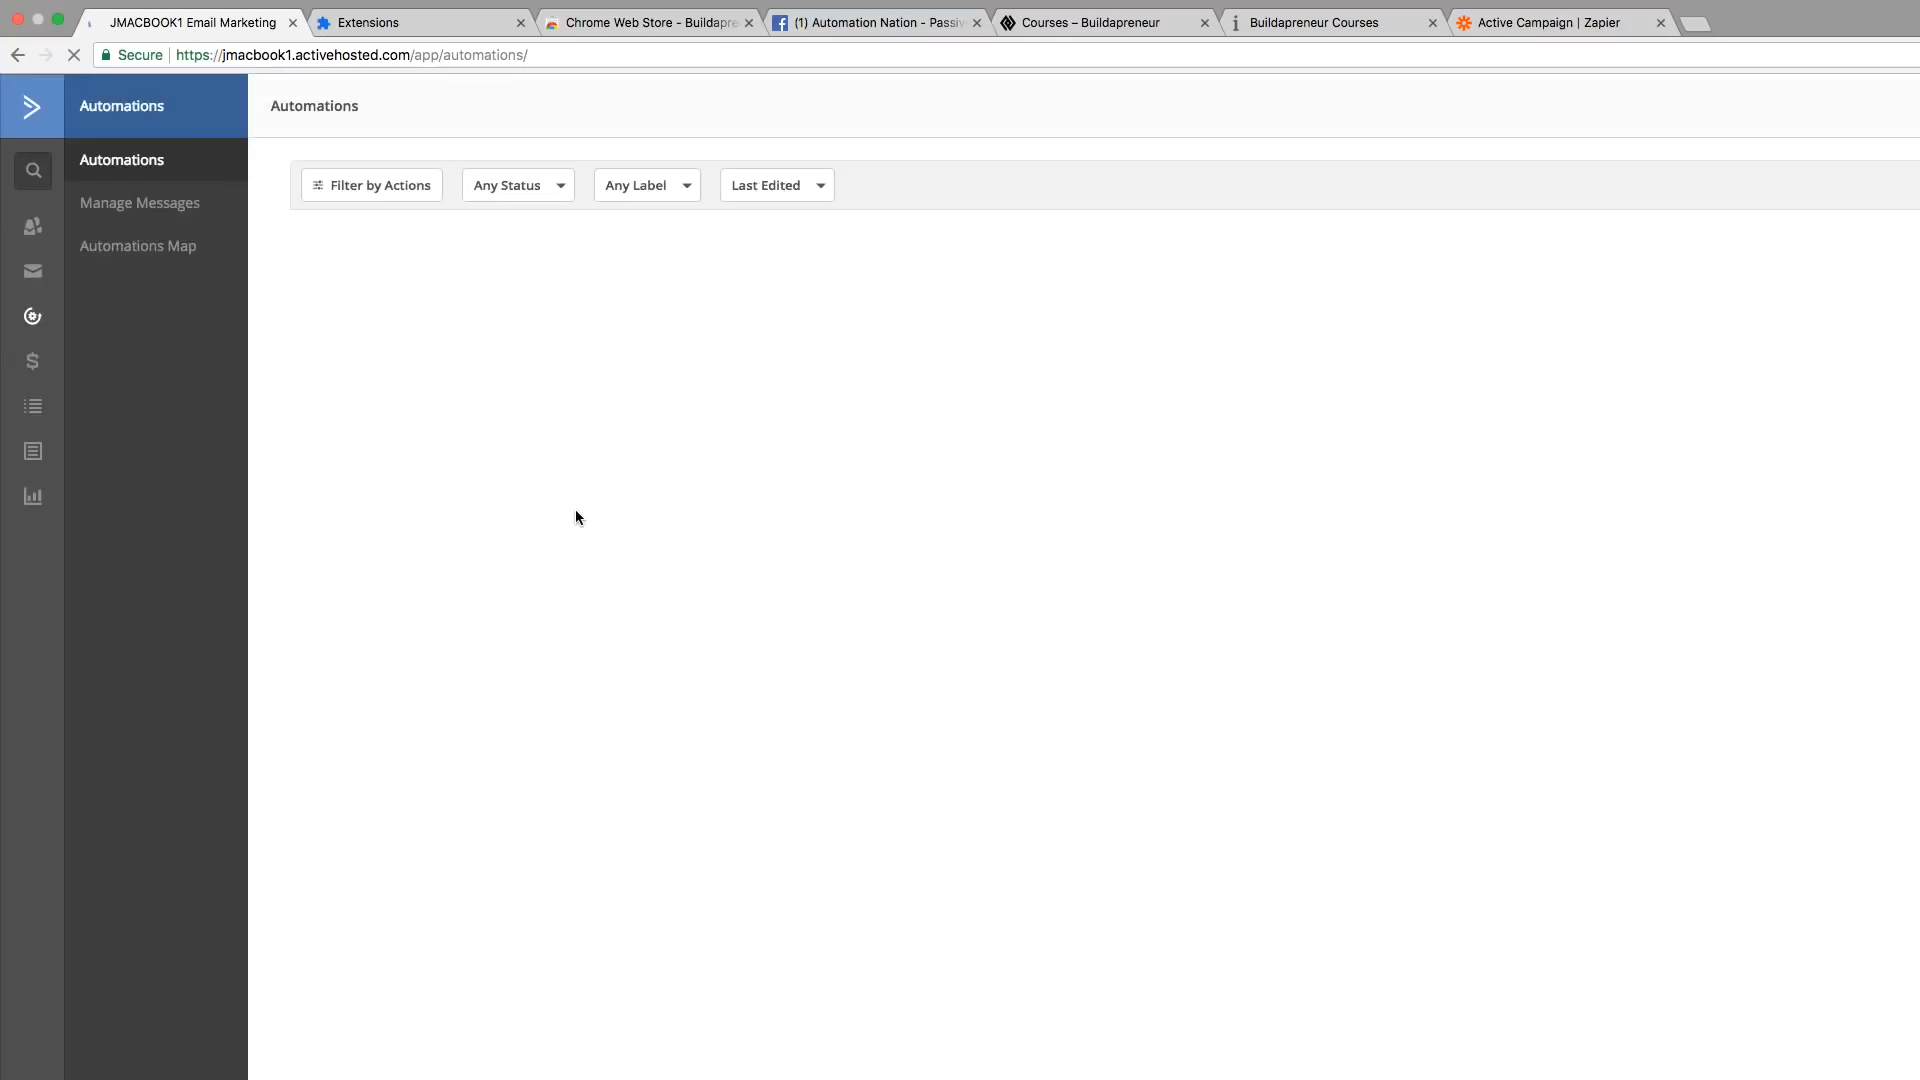 JMACBOOK1 Email Marketing
Extensions
Chrome Web Store - Buildapre
(1) Automation Nation - Passiv
Courses – Buildapreneur
Buildapreneur Courses
Active Campaign | Zapier
Secure
https://jmacbook1.activehosted.com/app/automations/
Automations
Automations
Automations
Manage Messages
Automations Map
Filter by Actions
Any Status
Any Label
Last Edited